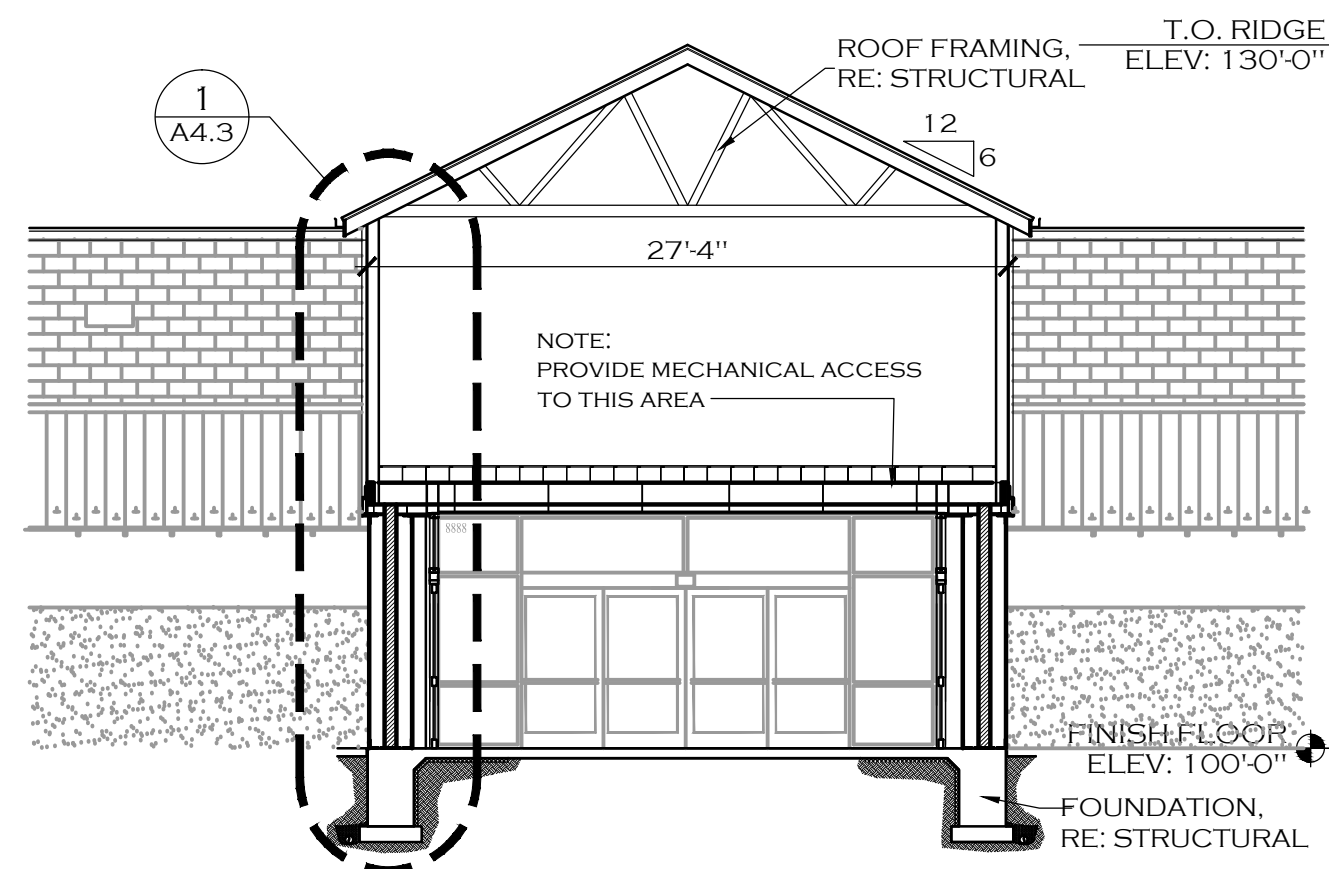 T.O. RIDGE
ELEV: 130'-0"
ROOF FRAMING,
RE: STRUCTURAL
1
A4.3
12
6
27'-4"
NOTE:
PROVIDE MECHANICAL ACCESS
TO THIS AREA
8888
FINISH FLOOR
ELEV: 100'-0"
FOUNDATION,
RE: STRUCTURAL